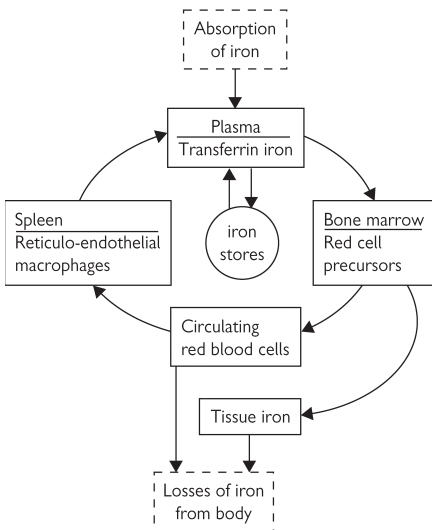 Absorption
of iron
Plasma
Transferrin iron
Spleen
Reticulo-endothelial
macrophages
iron
stores
Bone marrow
Red cell
precursors
Circulating
red blood cells
Tissue iron
Losses of iron
from body